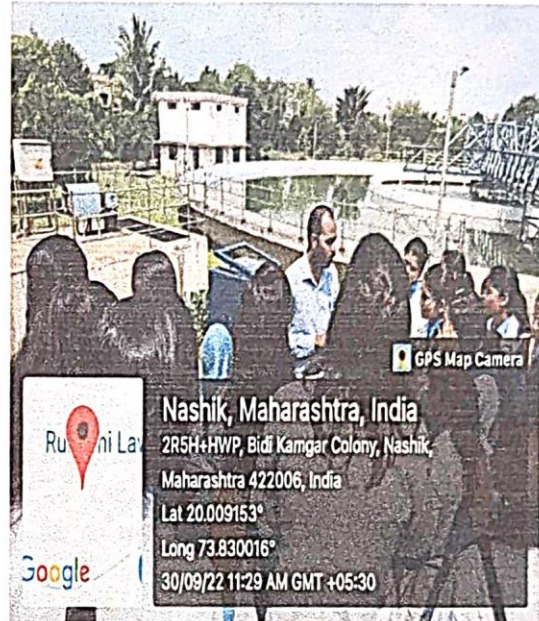 GPS Map Camera
Nashik, Maharashtra, India
2R5H+HWP, Bidi Kamgar Colony, Nashik,
Maharashtra 422006, India
Lat 20.009153°
Long 73.830016°
30/09/22 11:29 AM GMT +05:30
Google